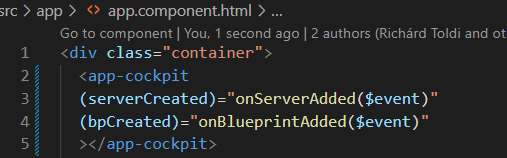 src > app > <> app.component.html > ...
Go to component | You, 1 second ago | 2 authors (Richárd Toldi and ot
1 <div class="container">
2 <app-cockpit
3 (serverCreated)="onServerAdded($event)"
4 (bpCreated)="onBlueprintAdded($event)"
5 ></app-cockpit>